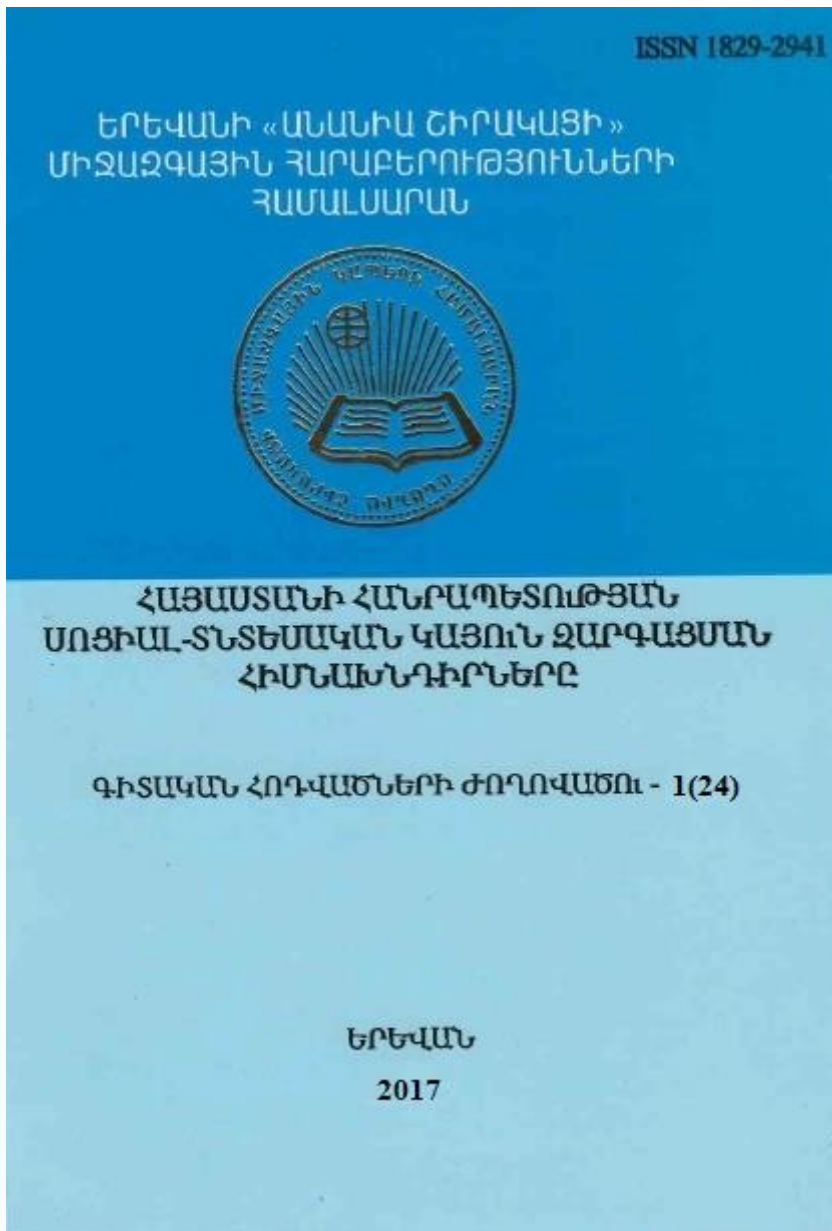 ISSN 1829-2941
ԵՐԵՎԱՆԻ «ԱՆԱՆԻԱ ՇԻՐԱԿԱՑԻ»
ՄԻՋԱԶԳԱՅԻՆ ՀԱՐԱԲԵՐՈՒԹՅՈՒՆՆԵՐԻ
ՀԱՄԱԼՍԱՐԱՆ
ՀԱՅԱՍՏԱՆԻ ՀԱՆՐԱՊԵՏՈւԹՅԱՆ
ՍՈՑԻԱԼ-ՏՆՏԵՍԱԿԱՆ ԿԱՅՈւՆ ԶԱՐԳԱՑՄԱՆ
ՀԻՄՆԱԽՆԴԻՐՆԵՐԸ
ԳԻՏԱԿԱՆ ՀՈԴՎԱԾՆԵՐԻ ԺՈՂՈՎԱԾՈւ - 1(24)
ԵՐԵՎԱՆ
2017